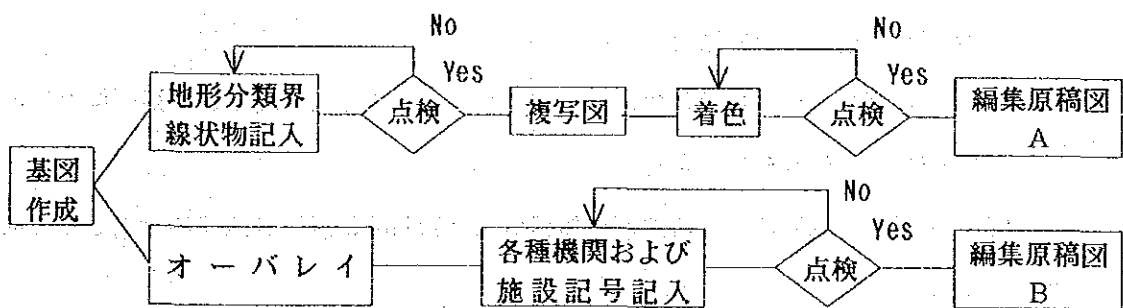 No
No
Yes
Yes
地形分類界
線状物記入
点検
複写図
着色
点検
編集原稿図
A
基図
作成
No
Yes
オーバレイ
各種機関および
施設記号記入
点検
編集原稿図
B